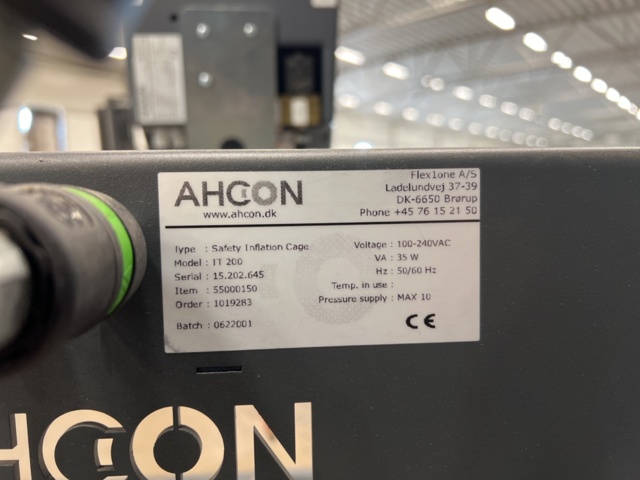 AHCON
www.ahcon.dk
Flex1one A/S
Ladelundvej 37-39
DK-6650 Brørup
Phone +45 76 15 21 50
Type : Safety Inflation Cage
Model : IT 200
Serial : 15.202.645
Item : 55000150
Order : 1019283
Batch : 0622001
Voltage : 100-240VAC
VA : 35 W
Hz : 50/60 Hz
Temp. in use :
Pressure supply : MAX 10
CE
AHCON